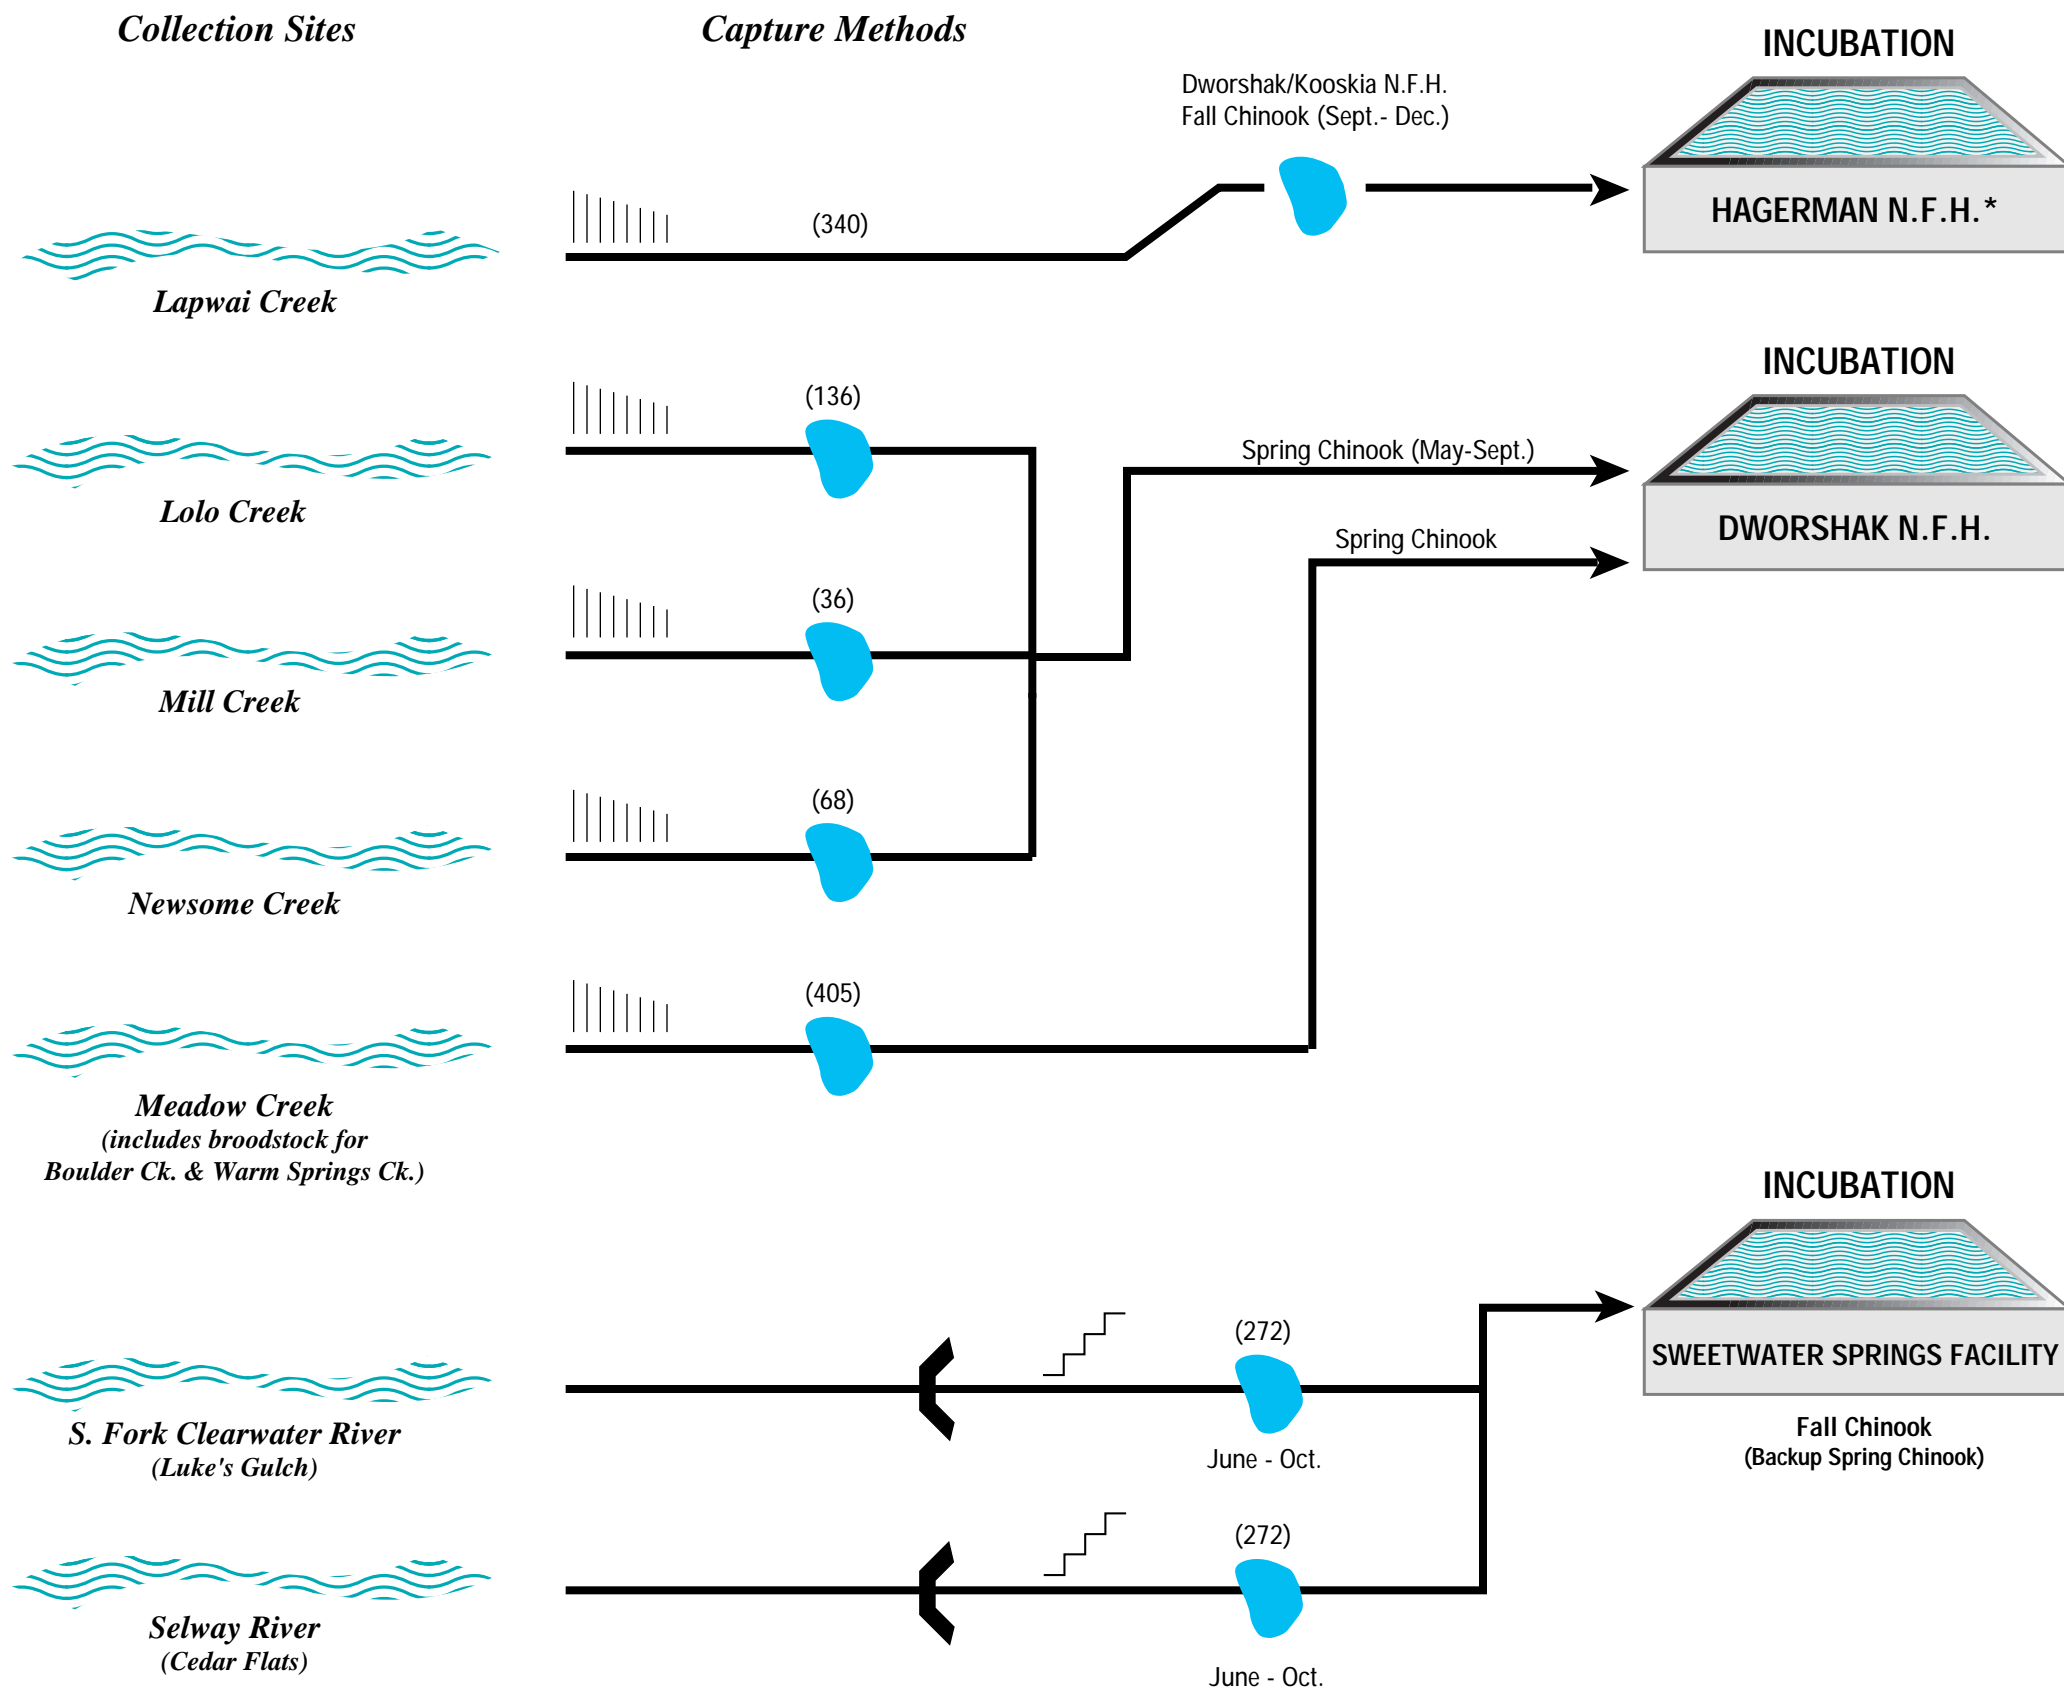 Collection Sites
Capture Methods
INCUBATION
Dworshak/Kooskia N.F.H.
Fall Chinook (Sept.- Dec.)
(340)
HAGERMAN N.F.H.*
Lapwai Creek
INCUBATION
(136)
Spring Chinook (May-Sept.)
Lolo Creek
DWORSHAK N.F.H.
Spring Chinook
(36)
Mill Creek
(68)
Newsome Creek
(405)
Meadow Creek
(includes broodstock for
Boulder Ck. & Warm Springs Ck.)
INCUBATION
(272)
SWEETWATER SPRINGS FACILITY
S. Fork Clearwater River
(Luke's Gulch)
June - Oct.
Fall Chinook
(Backup Spring Chinook)
(272)
Selway River
(Cedar Flats)
June - Oct.